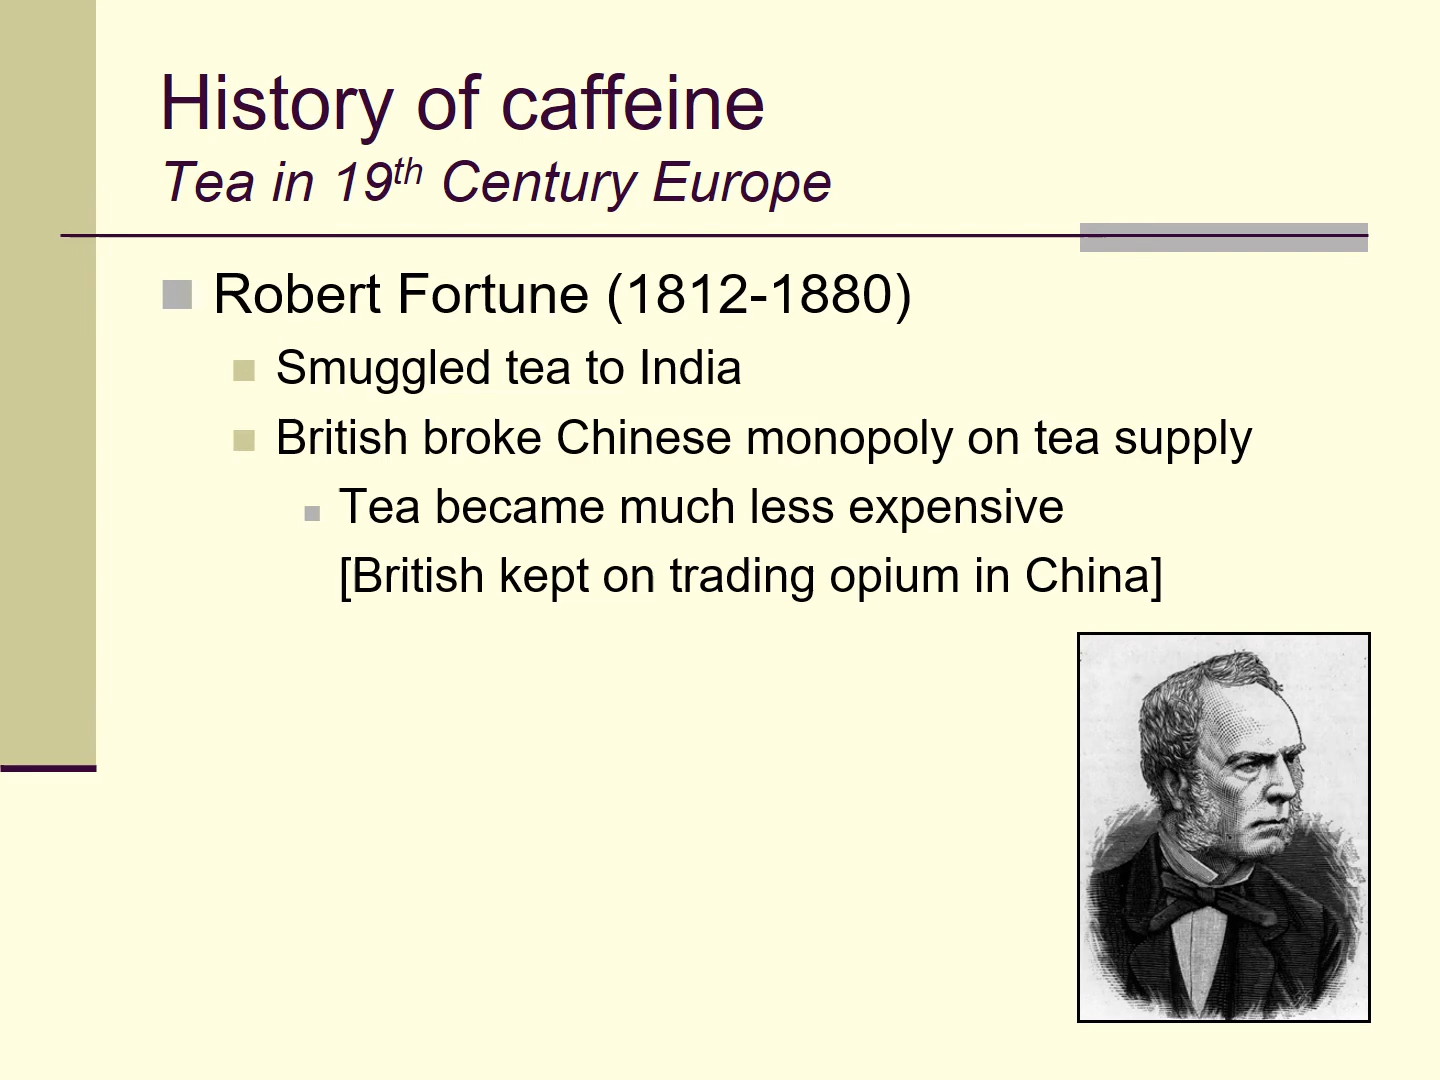 History of caffeine
Tea in 19th Century Europe
Robert Fortune (1812-1880)
Smuggled tea to India
British broke Chinese monopoly on tea supply
Tea became much less expensive
[British kept on trading opium in China]